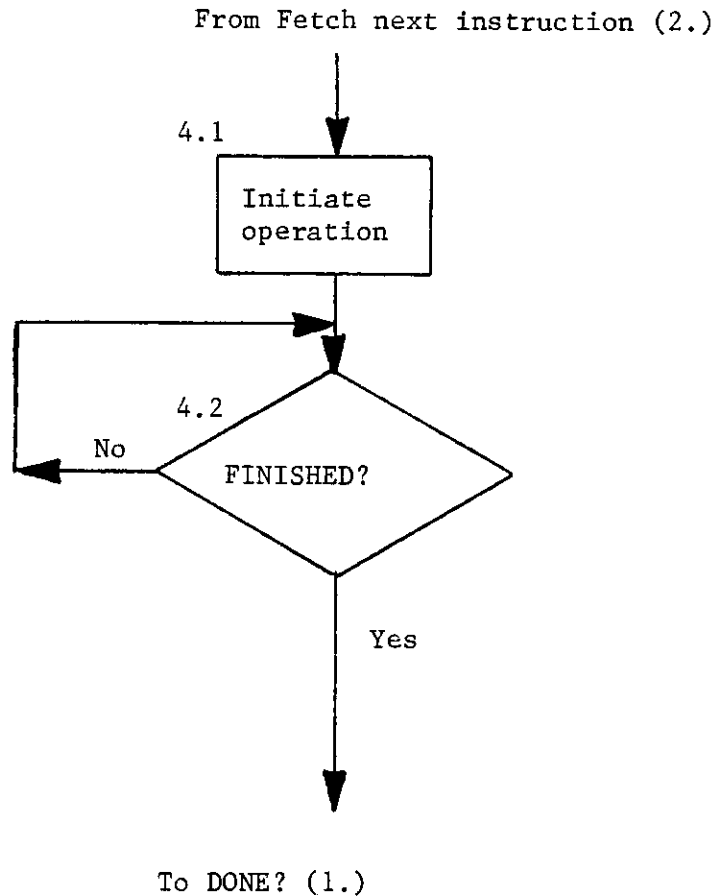 From Fetch next instruction (2.)
4.1
Initiate
operation
4.2
No
FINISHED?
Yes
To DONE? (1.)